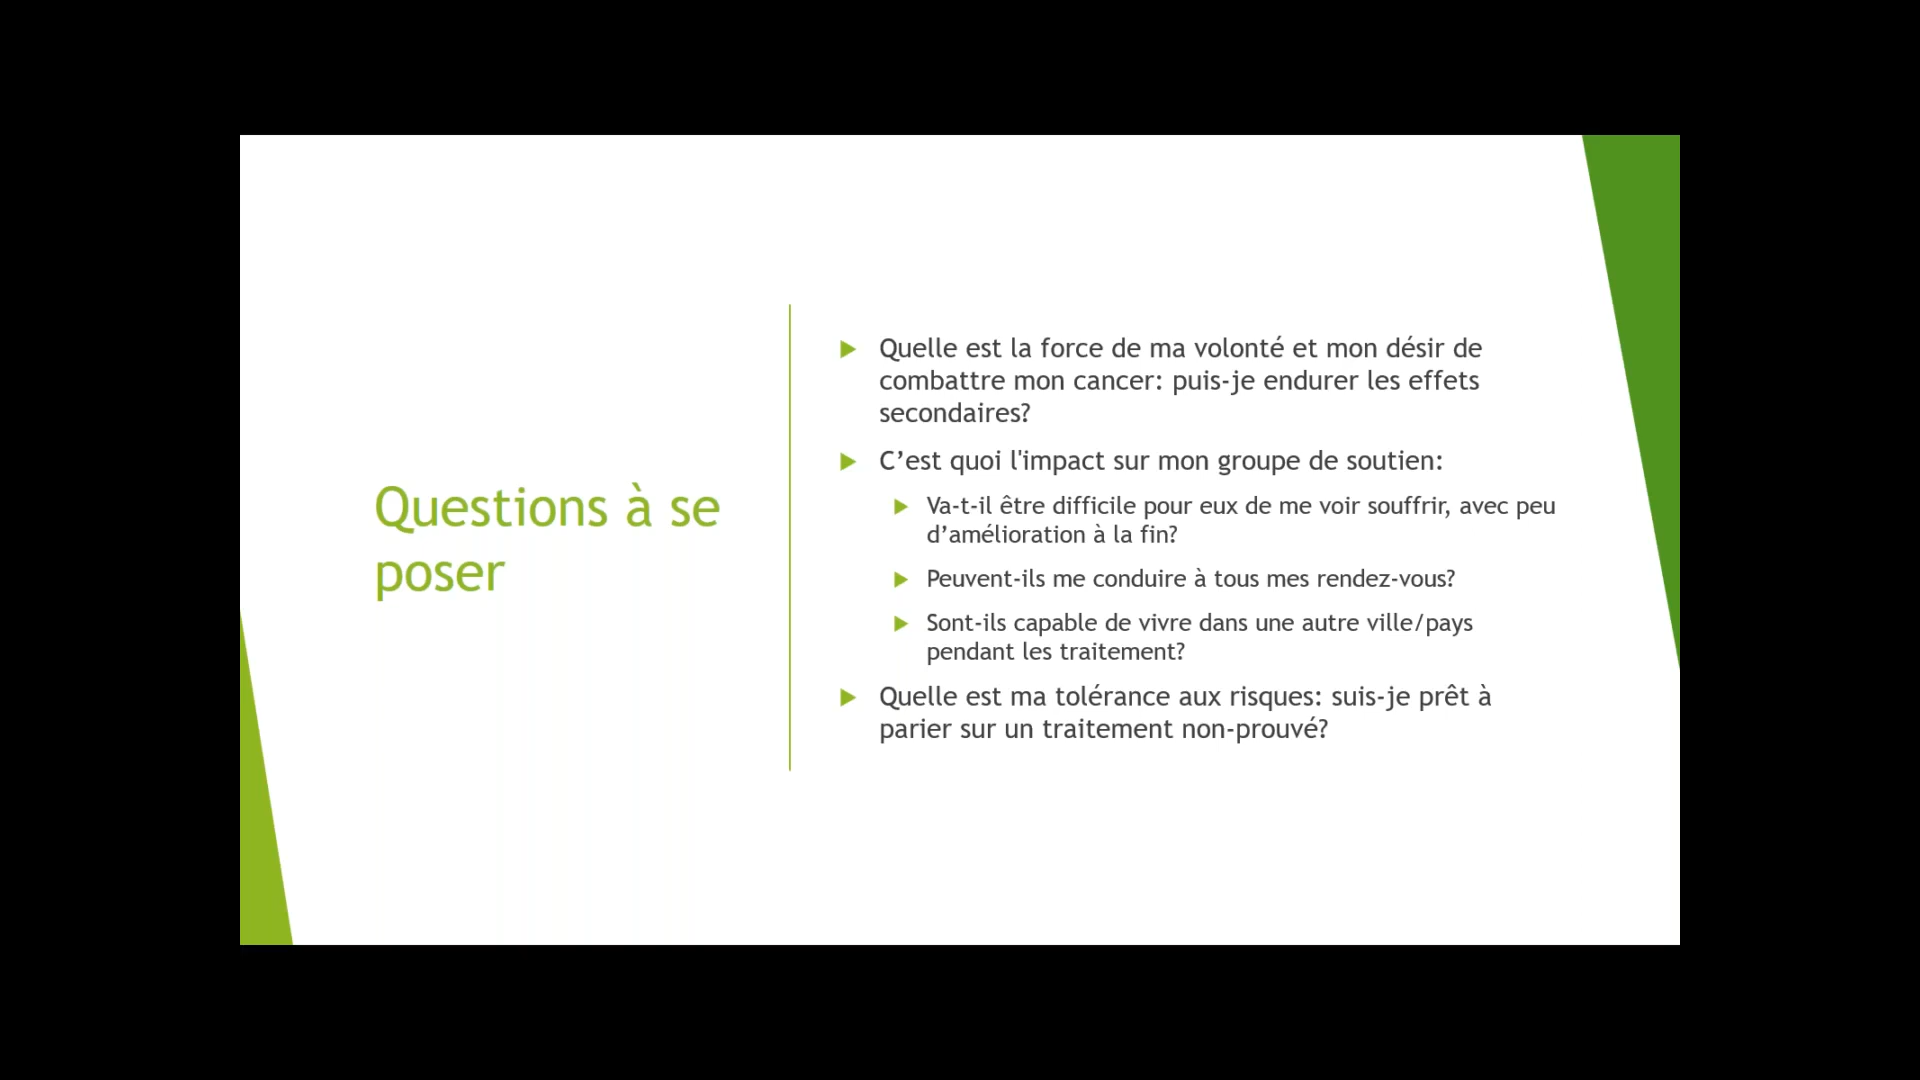 Questions à se
poser
Quelle est la force de ma volonté et mon désir de
combattre mon cancer: puis-je endurer les effets
secondaires?
C’est quoi l'impact sur mon groupe de soutien:
Va-t-il être difficile pour eux de me voir souffrir, avec peu
d’amélioration à la fin?
Peuvent-ils me conduire à tous mes rendez-vous?
Sont-ils capable de vivre dans une autre ville/pays
pendant les traitement?
Quelle est ma tolérance aux risques: suis-je prêt à
parier sur un traitement non-prouvé?